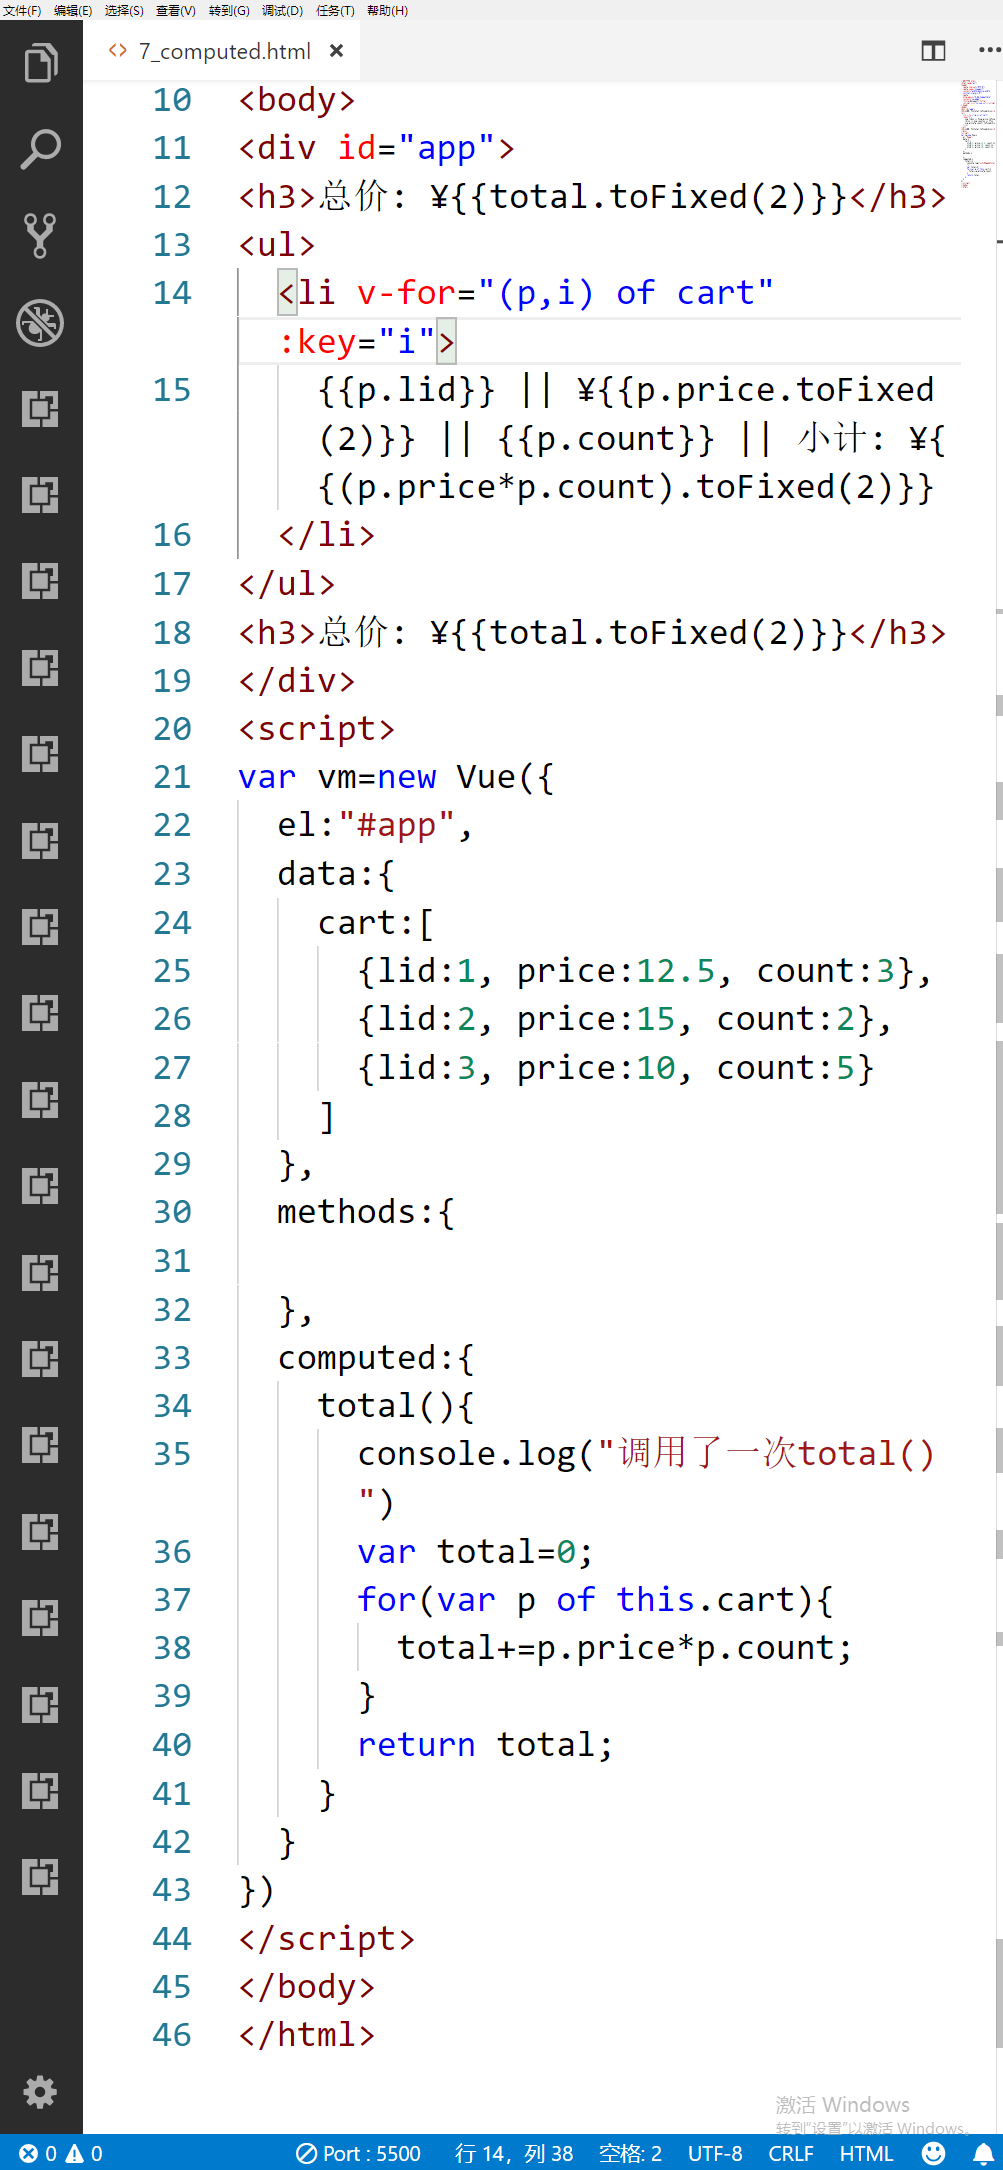 文件(F) 编辑(E) 选择(S) 查看(V) 转到(G) 调试(D) 任务(T) 帮助(H)
<> 7_computed.html ×
10 <body>
11 <div id="app">
12 <h3>总价: ¥{{total.toFixed(2)}}</h3>
13 <ul>
14 <li v-for="(p,i) of cart"
:key="i">
15 {{p.lid}} || ¥{{p.price.toFixed
(2)}} || {{p.count}} || 小计: ¥{
{(p.price*p.count).toFixed(2)}}
16 </li>
17 </ul>
18 <h3>总价: ¥{{total.toFixed(2)}}</h3>
19 </div>
20 <script>
21 var vm=new Vue({
22 el:"#app",
23 data:{
24 cart:[
25 {lid:1, price:12.5, count:3},
26 {lid:2, price:15, count:2},
27 {lid:3, price:10, count:5}
28 ]
29 },
30 methods:{
31
32 },
33 computed:{
34 total(){
35 console.log("调用了一次total()
")
36 var total=0;
37 for(var p of this.cart){
38 total+=p.price*p.count;
39 }
40 return total;
41 }
42 }
43 })
44 </script>
45 </body>
46 </html>
激活 Windows
转到"设置"以激活 Windows。
0 0 Port : 5500 行 14，列 38 空格: 2 UTF-8 CRLF HTML